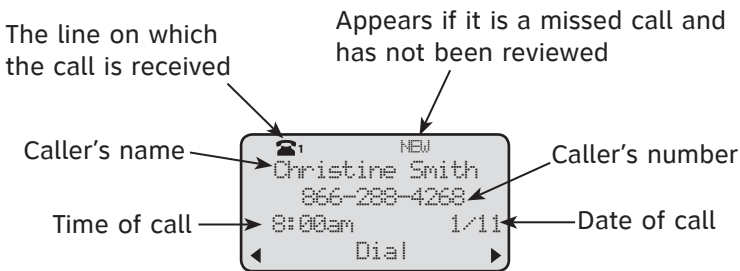 The line on which
the call is received
Appears if it is a missed call and
has not been reviewed
Caller's name
Caller's number
Time of call
Date of call
1 NEW
Christine Smith
866-288-4268
8:00am 1/11
Dial